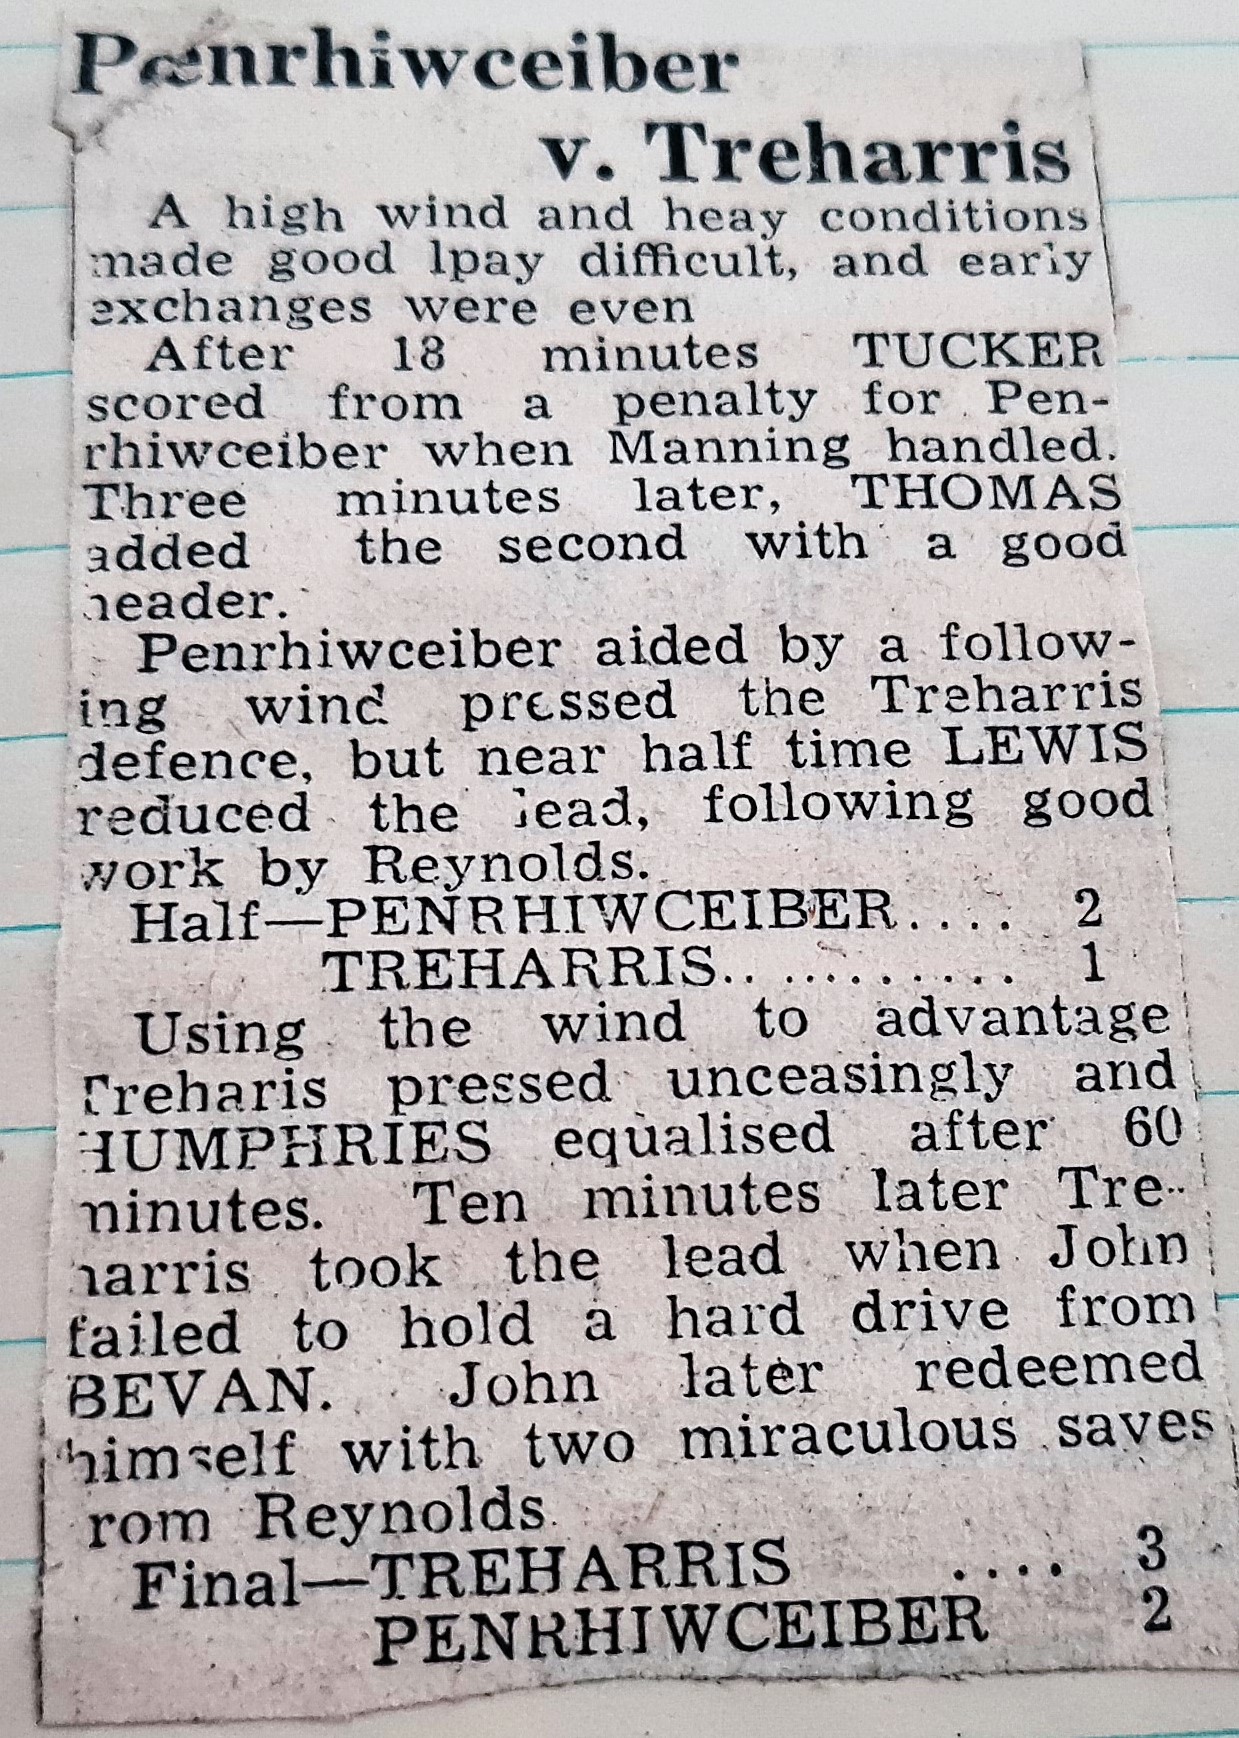 Penrhiwceiber
v. Treharris
A high wind and heay conditions
made good lpay difficult, and early
exchanges were even
After 18 minutes TUCKER
scored from a penalty for Pen-
rhiwceiber when Manning handled.
Three minutes later, THOMAS
added the second with a good
header.
Penrhiwceiber aided by a follow-
ing wind pressed the Treharris
defence, but near half time LEWIS
reduced the lead, following good
work by Reynolds.
Half—PENRHIWCEIBER.... 2
TREHARRIS............ 1
Using the wind to advantage
Treharis pressed unceasingly and
HUMPHRIES equalised after 60
minutes. Ten minutes later Tre-
harris took the lead when John
failed to hold a hard drive from
BEVAN. John later redeemed
himself with two miraculous saves
rom Reynolds.
Final—TREHARRIS .... 3
PENRHIWCEIBER 2